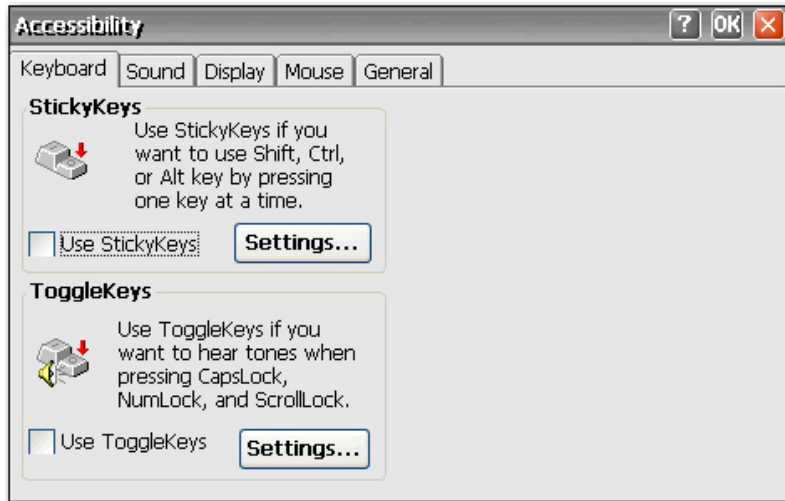 Accessibility ? OK X
Keyboard Sound Display Mouse General
StickyKeys
Use StickyKeys if you
want to use Shift, Ctrl,
or Alt key by pressing
one key at a time.
Use StickyKeys Settings...
ToggleKeys
Use ToggleKeys if you
want to hear tones when
pressing CapsLock,
NumLock, and ScrollLock.
Use ToggleKeys Settings...